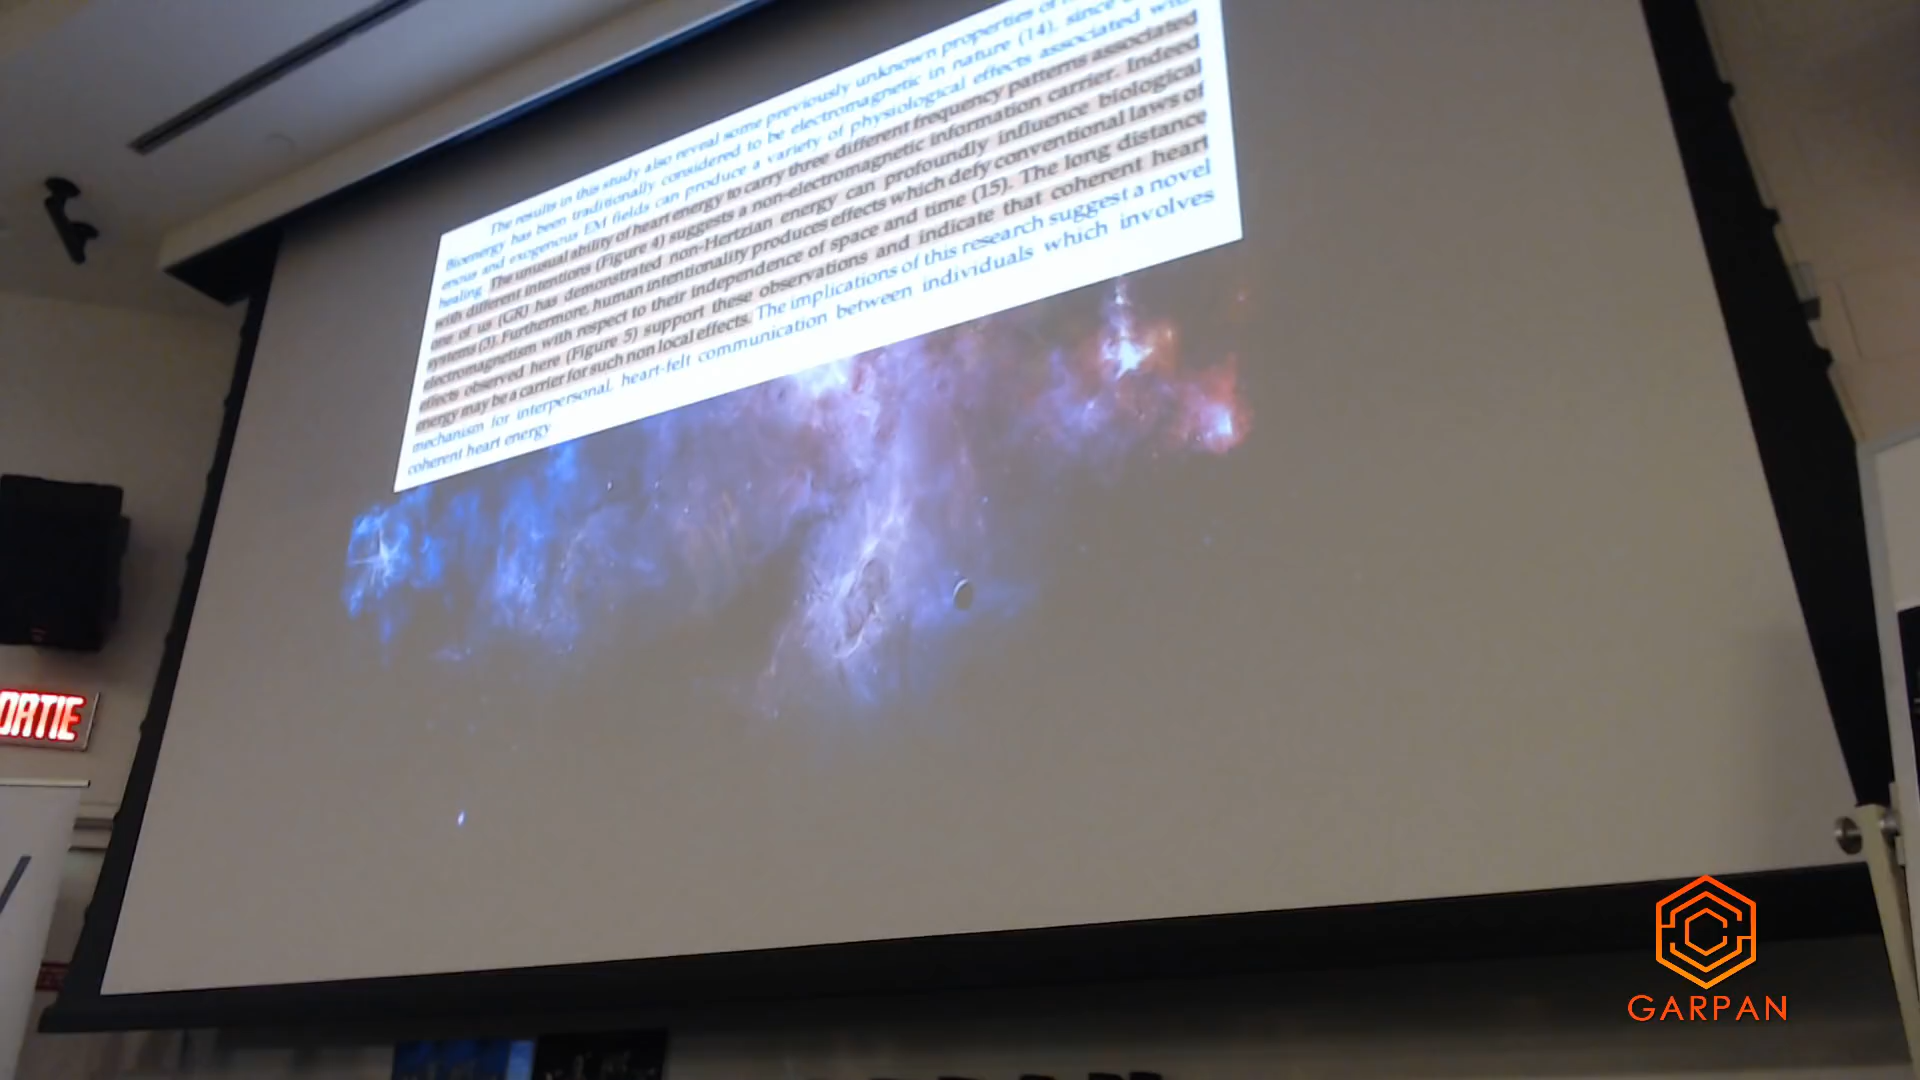 The results in this study also reveal some previously unknown properties of
Bioenergy has been traditionally considered to be electromagnetic in nature (14), since
enous and exogenous EM fields can produce a variety of physiological effects associated with
healing. The unusual ability of heart energy to carry three different frequency patterns associated
with different intentions (Figure 4) suggests a non-electromagnetic information carrier. Indeed
one of us (GR) has demonstrated non-Hertzian energy can profoundly influence biological
systems (3). Furthermore, human intentionality produces effects which defy conventional laws of
electromagnetism with respect to their independence of space and time (15). The long distance
effects observed here (Figure 5) support these observations and indicate that coherent heart
energy may be a carrier for such non local effects. The implications of this research suggest a novel
mechanism for interpersonal, heart-felt communication between individuals which involves
coherent heart energy
ORTIE
GARPAN